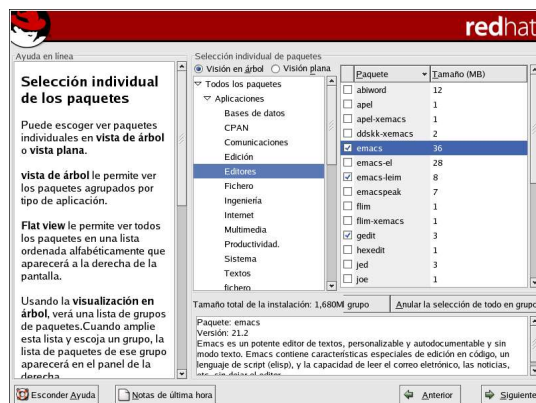 redhat
Ayuda en línea
Selección individual
de los paquetes
Puede escoger ver paquetes
individuales en vista de árbol
o vista plana.
vista de árbol le permite ver
los paquetes agrupados por
tipo de aplicación.
Flat view le permite ver todos
los paquetes en una lista
ordenada alfabéticamente que
aparecerá a la derecha de la
pantalla.
Usando la visualización en
árbol, verá una lista de grupos
de paquetes.Cuando amplie
esta lista y escoja un grupo, la
lista de paquetes de ese grupo
aparecerá en el panel de la
derecha.
Selección individual de paquetes
Visión en árbol Visión plana
Todos los paquetes
Aplicaciones
Bases de datos
CPAN
Comunicaciones
Edición
Editores
Fichero
Ingeniería
Internet
Multimedia
Productividad.
Sistema
Textos
fichero
Paquete Tamaño (MB)
abiword 12
apel 1
apel-xemacs 1
ddskk-xemacs 2
emacs 36
emacs-el 28
emacs-leim 8
emacspeak 7
flim 1
flim-xemacs 1
gedit 3
hexedit 1
jed 3
joe 1
Tamaño total de la instalación: 1,680M grupo Anular la selección de todo en grupo
Paquete: emacs
Versión: 21.2
Emacs es un potente editor de textos, personalizable y autodocumentable y sin
modo texto. Emacs contiene características especiales de edición en código, un
lenguaje de script (elisp), y la capacidad de leer el correo eletrónico, las noticias,
etc. sin dejar el editor.
Esconder Ayuda Notas de última hora Anterior Siguiente